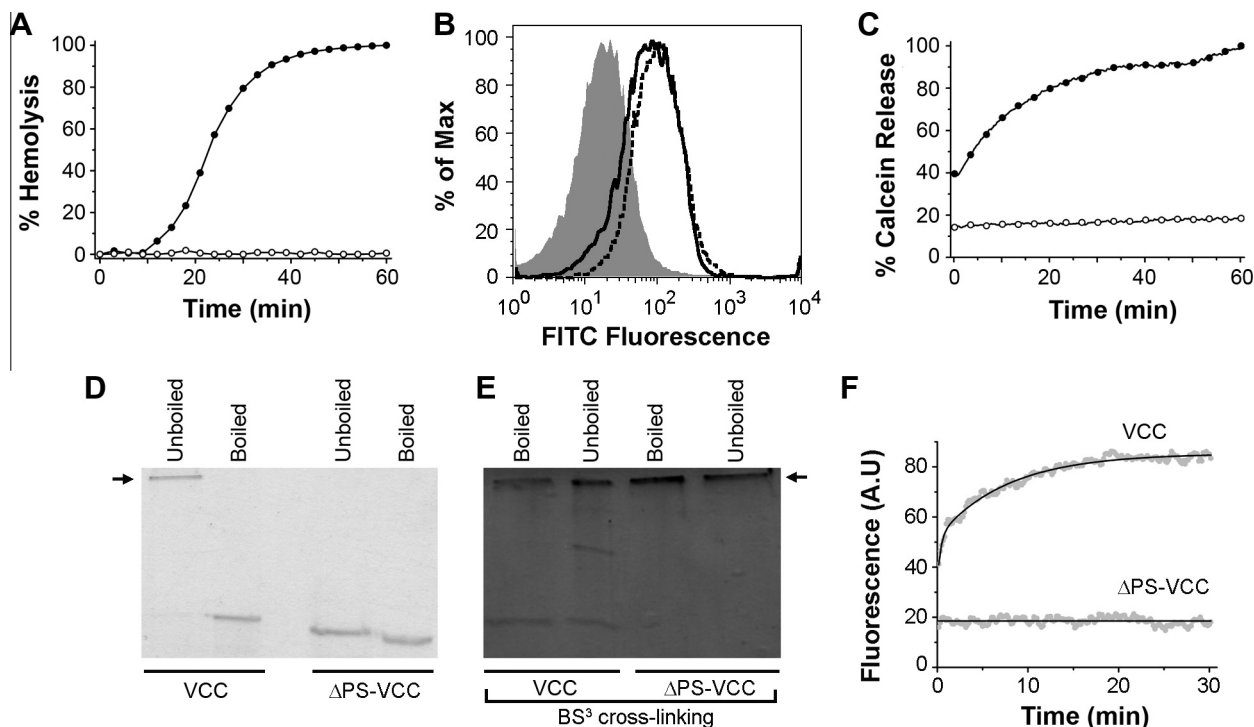 A
100
80
60
40
20
0
% Hemolysis
0 20 40 60
Time (min)
B
100
80
60
40
20
0
% of Max
10⁰ 10¹ 10² 10³ 10⁴
FITC Fluorescence
C
100
80
60
40
20
0
% Calcein Release
0 20 40 60
Time (min)
D
Unboiled
Boiled
Unboiled
Boiled
VCC
ΔPS-VCC
E
Boiled
Unboiled
Boiled
Unboiled
VCC
ΔPS-VCC
BS³ cross-linking
F
80
60
40
20
0
Fluorescence (A.U)
VCC
ΔPS-VCC
0 10 20 30
Time (min)